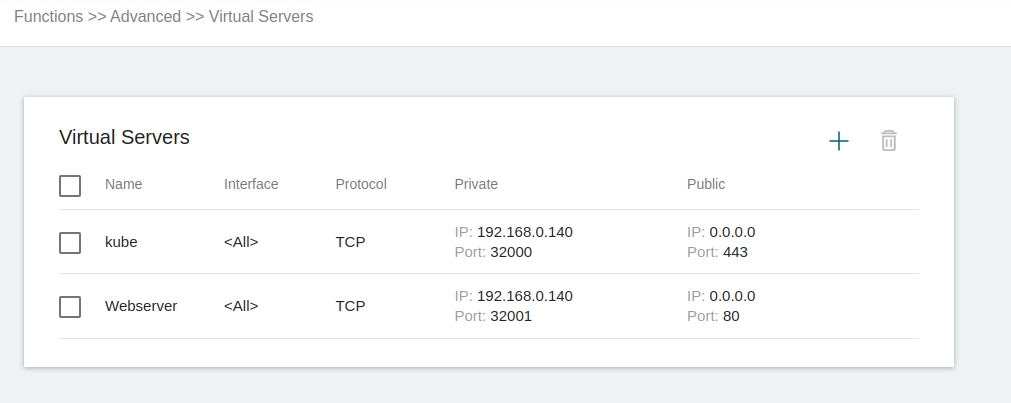 Functions >> Advanced >> Virtual Servers
Virtual Servers
Name Interface Protocol Private Public
kube <All> TCP IP: 192.168.0.140 IP: 0.0.0.0
Port: 32000 Port: 443
Webserver <All> TCP IP: 192.168.0.140 IP: 0.0.0.0
Port: 32001 Port: 80